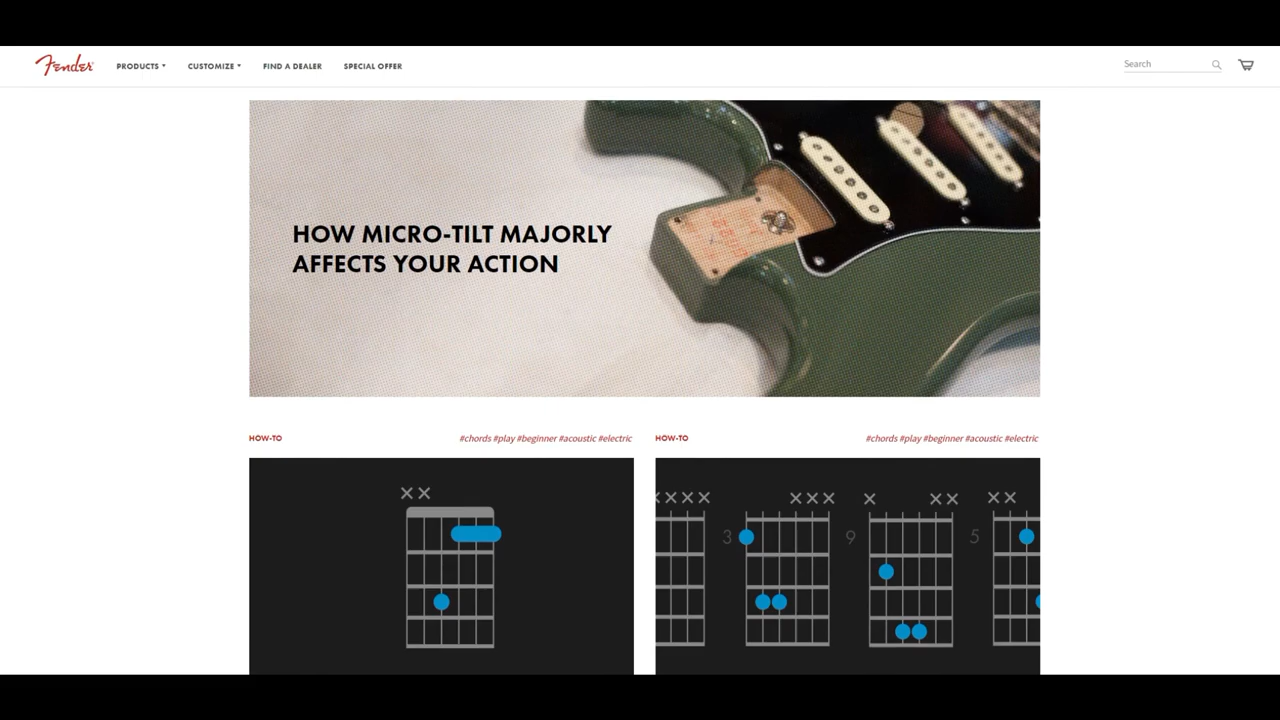 Fender
PRODUCTS
CUSTOMIZE
FIND A DEALER
SPECIAL OFFER
Search
HOW MICRO-TILT MAJORLY
AFFECTS YOUR ACTION
HOW-TO
#chords #play #beginner #acoustic #electric
HOW-TO
#chords #play #beginner #acoustic #electric
3
9
5